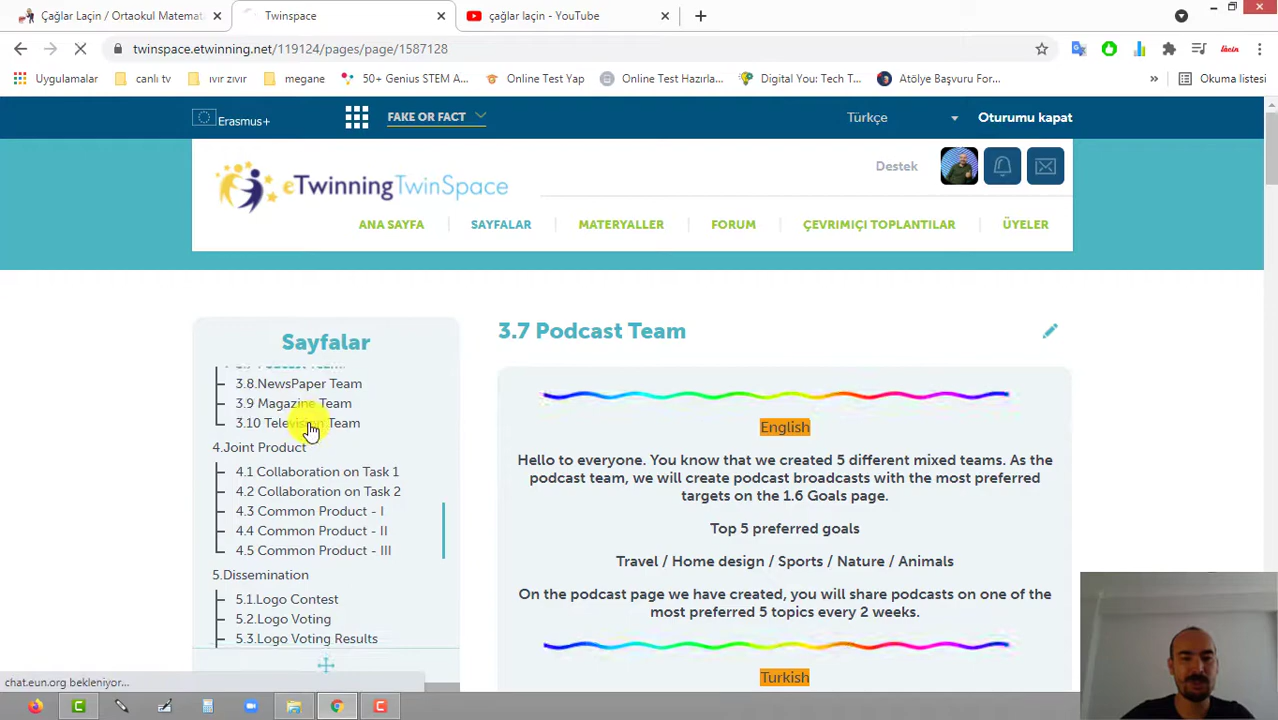 Çağlar Laçin / Ortaokul Matemat
Twinspace
çağlar laçin - YouTube
twinspace.etwinning.net/119124/pages/page/1587128
Uygulamalar
canlı tv
ıvır zıvır
megane
50+ Genius STEM A...
Online Test Yap
Online Test Hazırla...
Digital You: Tech T...
Atölye Başvuru For...
»
Okuma listesi
Erasmus+
FAKE OR FACT
Türkçe
Oturumu kapat
eTwinningTwinSpace
Destek
ANA SAYFA
SAYFALAR
MATERYALLER
FORUM
ÇEVRIMIÇI TOPLANTILAR
ÜYELER
Sayfalar
3.8.NewsPaper Team
3.9 Magazine Team
3.10 Television Team
4.Joint Product
4.1 Collaboration on Task 1
4.2 Collaboration on Task 2
4.3 Common Product - I
4.4 Common Product - II
4.5 Common Product - III
5.Dissemination
5.1.Logo Contest
5.2.Logo Voting
5.3.Logo Voting Results
3.7 Podcast Team
English
Hello to everyone. You know that we created 5 different mixed teams. As the
podcast team, we will create podcast broadcasts with the most preferred
targets on the 1.6 Goals page.
Top 5 preferred goals
Travel / Home design / Sports / Nature / Animals
On the podcast page we have created, you will share podcasts on one of the
most preferred 5 topics every 2 weeks.
Turkish
chat.eun.org bekleniyor...